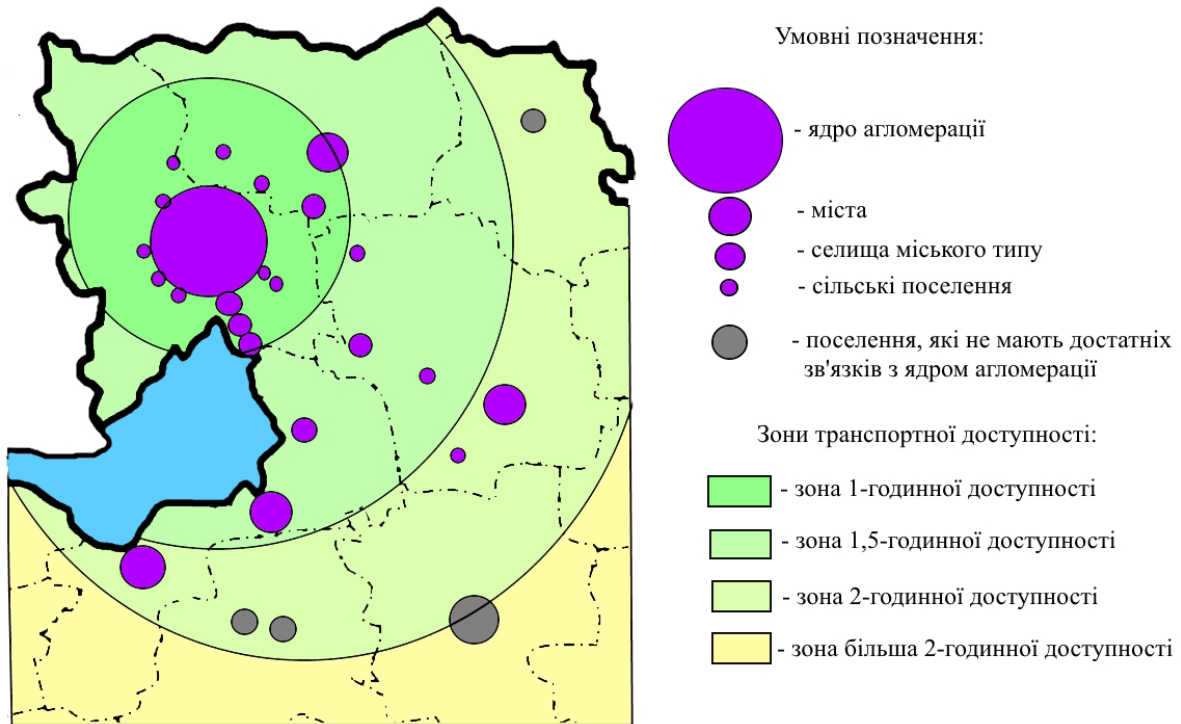 Умовні позначення:
- ядро агломерації
- міста
- селища міського типу
- сільські поселення
- поселення, які не мають достатніх
зв'язків з ядром агломерації
Зони транспортної доступності:
- зона 1-годинної доступності
- зона 1,5-годинної доступності
- зона 2-годинної доступності
- зона більша 2-годинної доступності